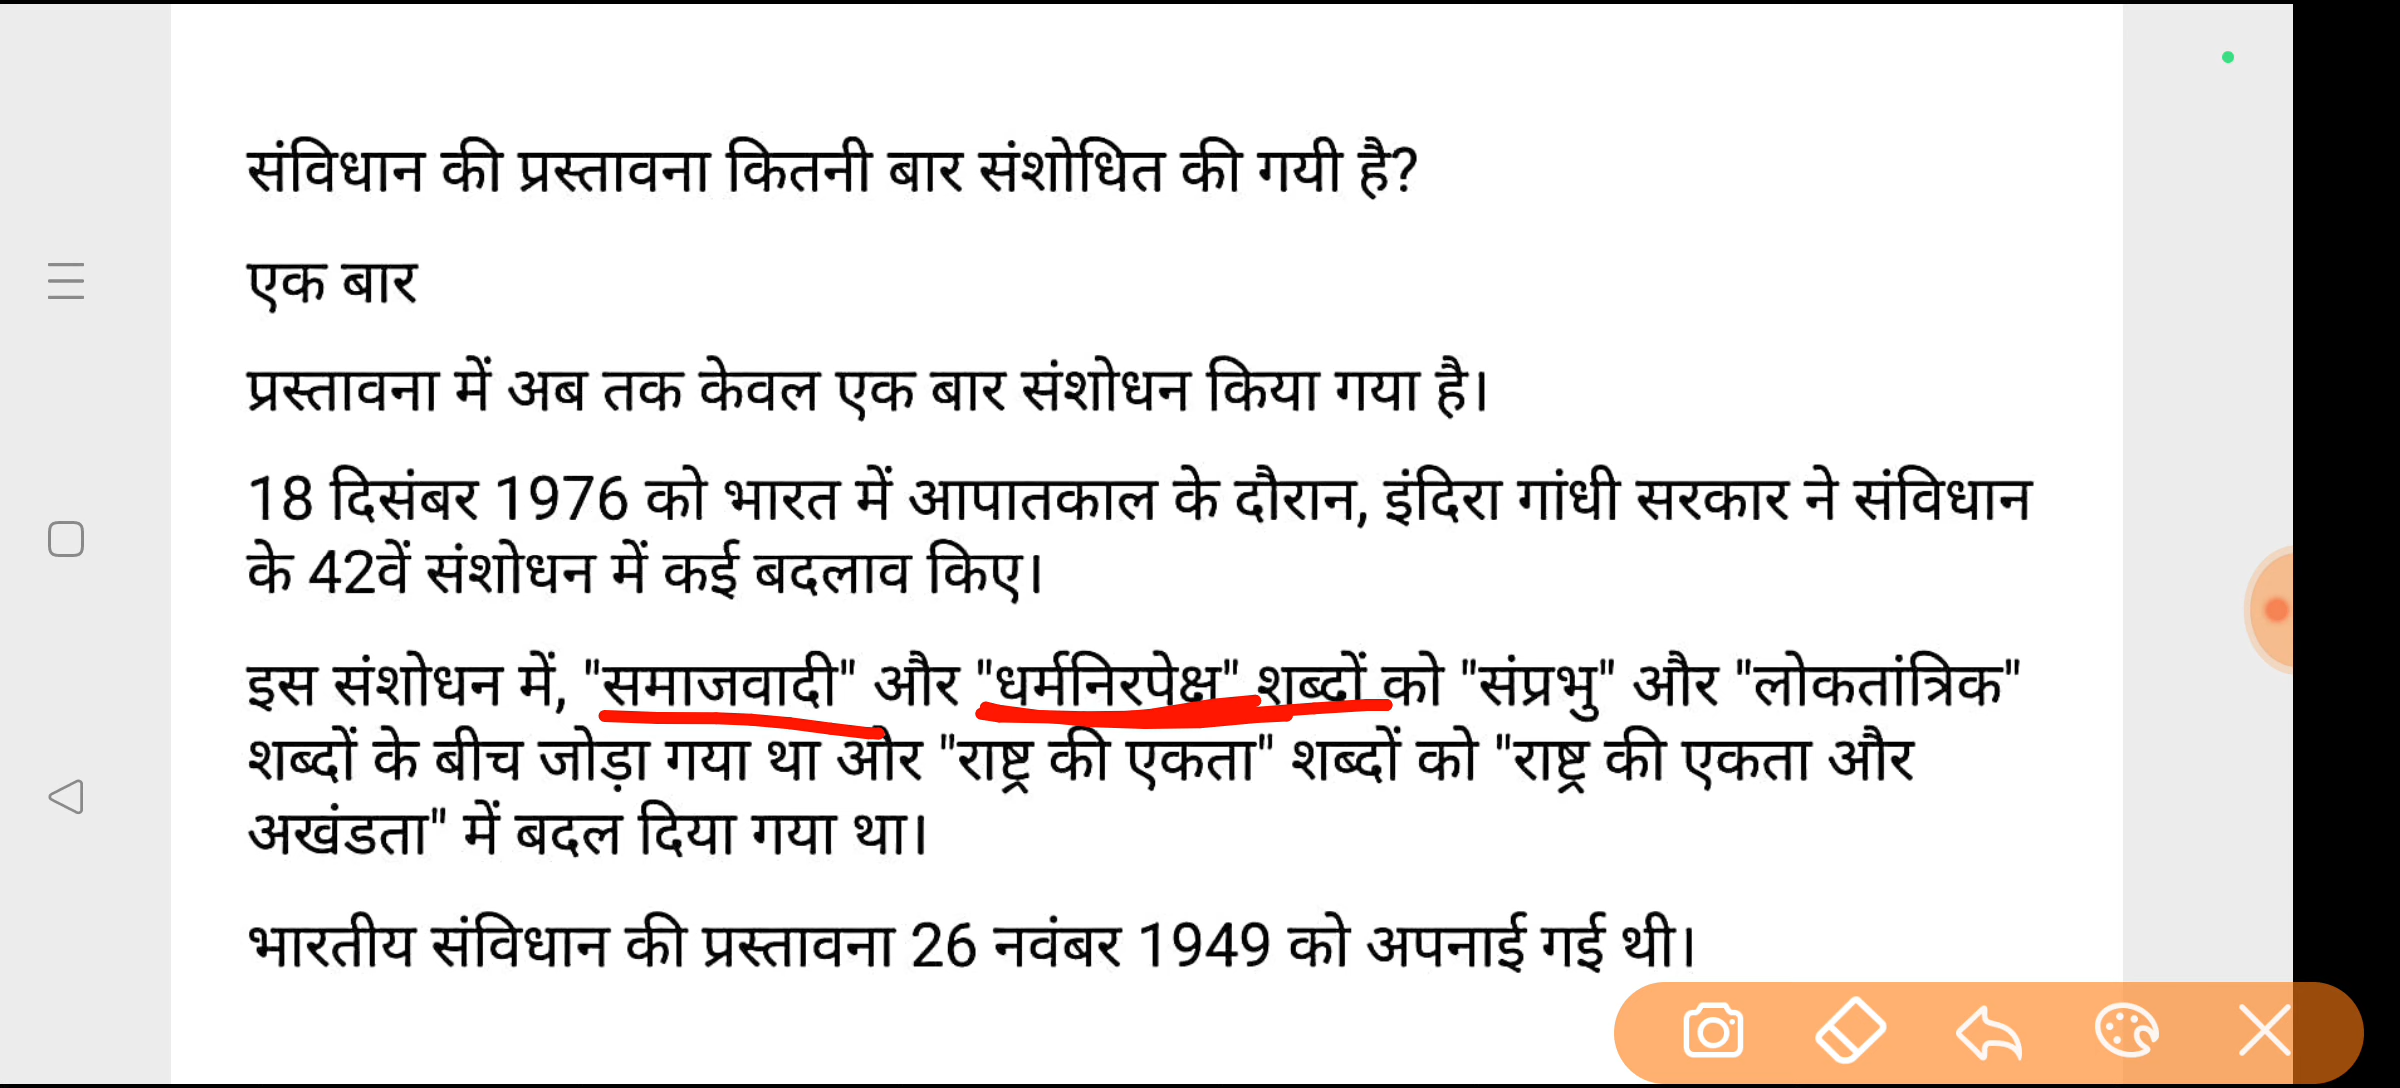 संविधान की प्रस्तावना कितनी बार संशोधित की गयी है?
एक बार
प्रस्तावना में अब तक केवल एक बार संशोधन किया गया है।
18 दिसंबर 1976 को भारत में आपातकाल के दौरान, इंदिरा गांधी सरकार ने संविधान
के 42वें संशोधन में कई बदलाव किए।
इस संशोधन में, "समाजवादी" और "धर्मनिरपेक्ष" शब्दों को "संप्रभु" और "लोकतांत्रिक"
शब्दों के बीच जोड़ा गया था और "राष्ट्र की एकता" शब्दों को "राष्ट्र की एकता और
अखंडता" में बदल दिया गया था।
भारतीय संविधान की प्रस्तावना 26 नवंबर 1949 को अपनाई गई थी।